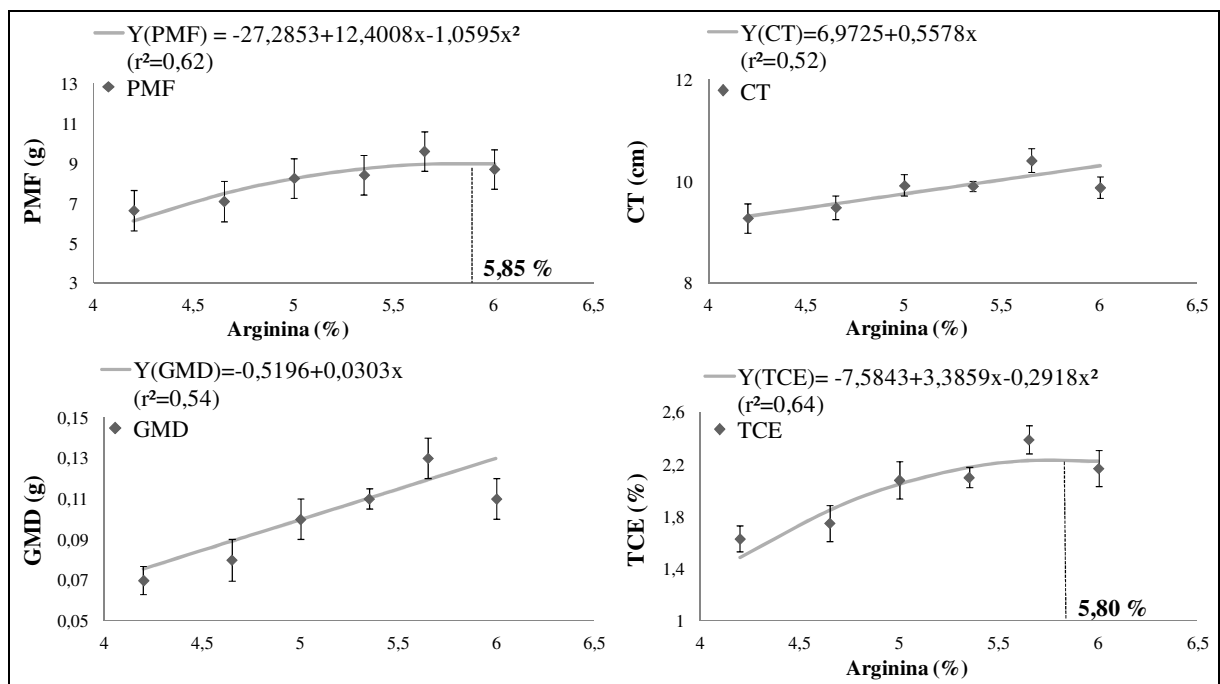 Y(PMF) = -27,2853+12,4008x-1,0595x²
(r²=0,62)
PMF
13
11
9
7
5
3
PMF (g)
5,85 %
4
4,5
5
5,5
6
6,5
Arginina (%)
Y(CT)=6,9725+0,5578x
(r²=0,52)
CT
12
10
8
CT (cm)
4
4,5
5
5,5
6
6,5
Arginina (%)
Y(GMD)=-0,5196+0,0303x
(r²=0,54)
GMD
0,15
0,13
0,11
0,09
0,07
0,05
GMD (g)
4
4,5
5
5,5
6
6,5
Y(TCE)= -7,5843+3,3859x-0,2918x²
(r²=0,64)
TCE
2,6
2,2
1,8
1,4
1
TCE (%)
5,80 %
4
4,5
5
5,5
6
6,5
Arginina (%)